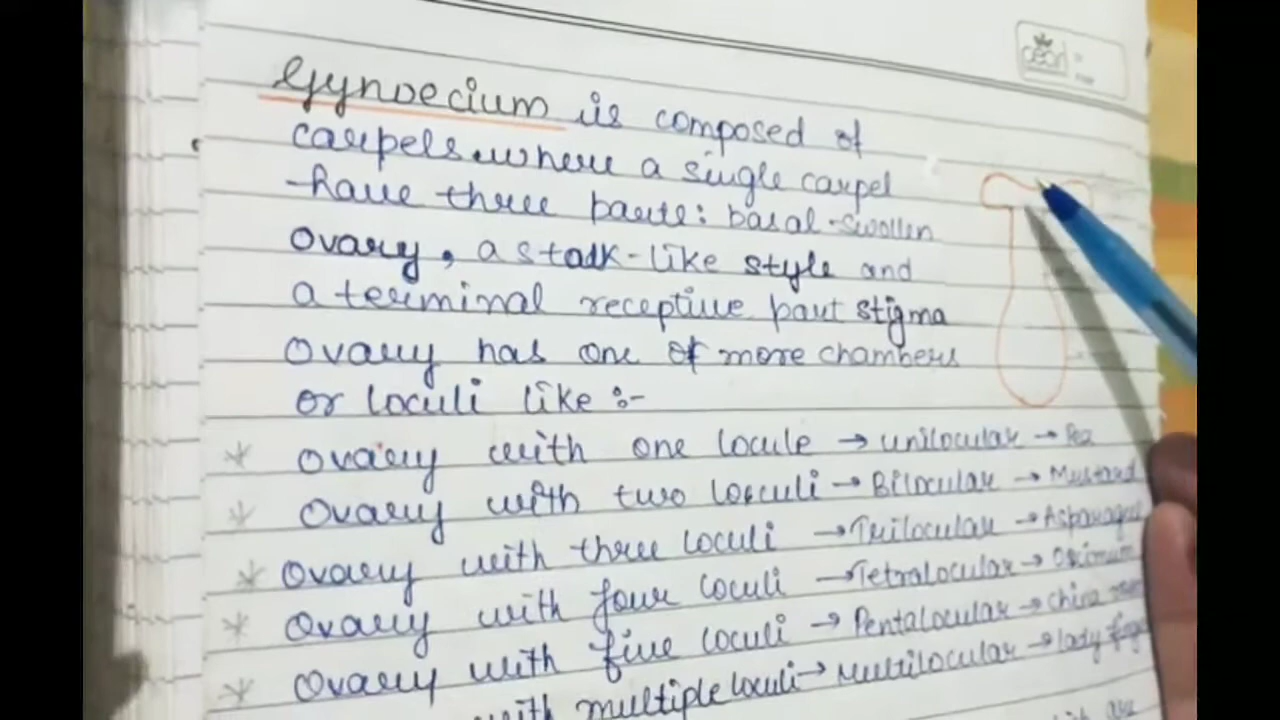 Gynoecium is composed of
carpels where a single carpel
have three parts: basal-swollen
ovary, a stalk-like style and
a terminal receptive part stigma
Ovary has one or more chambers
or loculi like :-
* Ovary with one locule → Unilocular → Pea
* Ovary with two loculi → Bilocular → Mustard
* Ovary with three loculi → Trilocular → Asparagus
* Ovary with four loculi → Tetralocular → Ocimum
* Ovary with five loculi → Pentalocular → China
with multiple loculi → Multilocular → lady